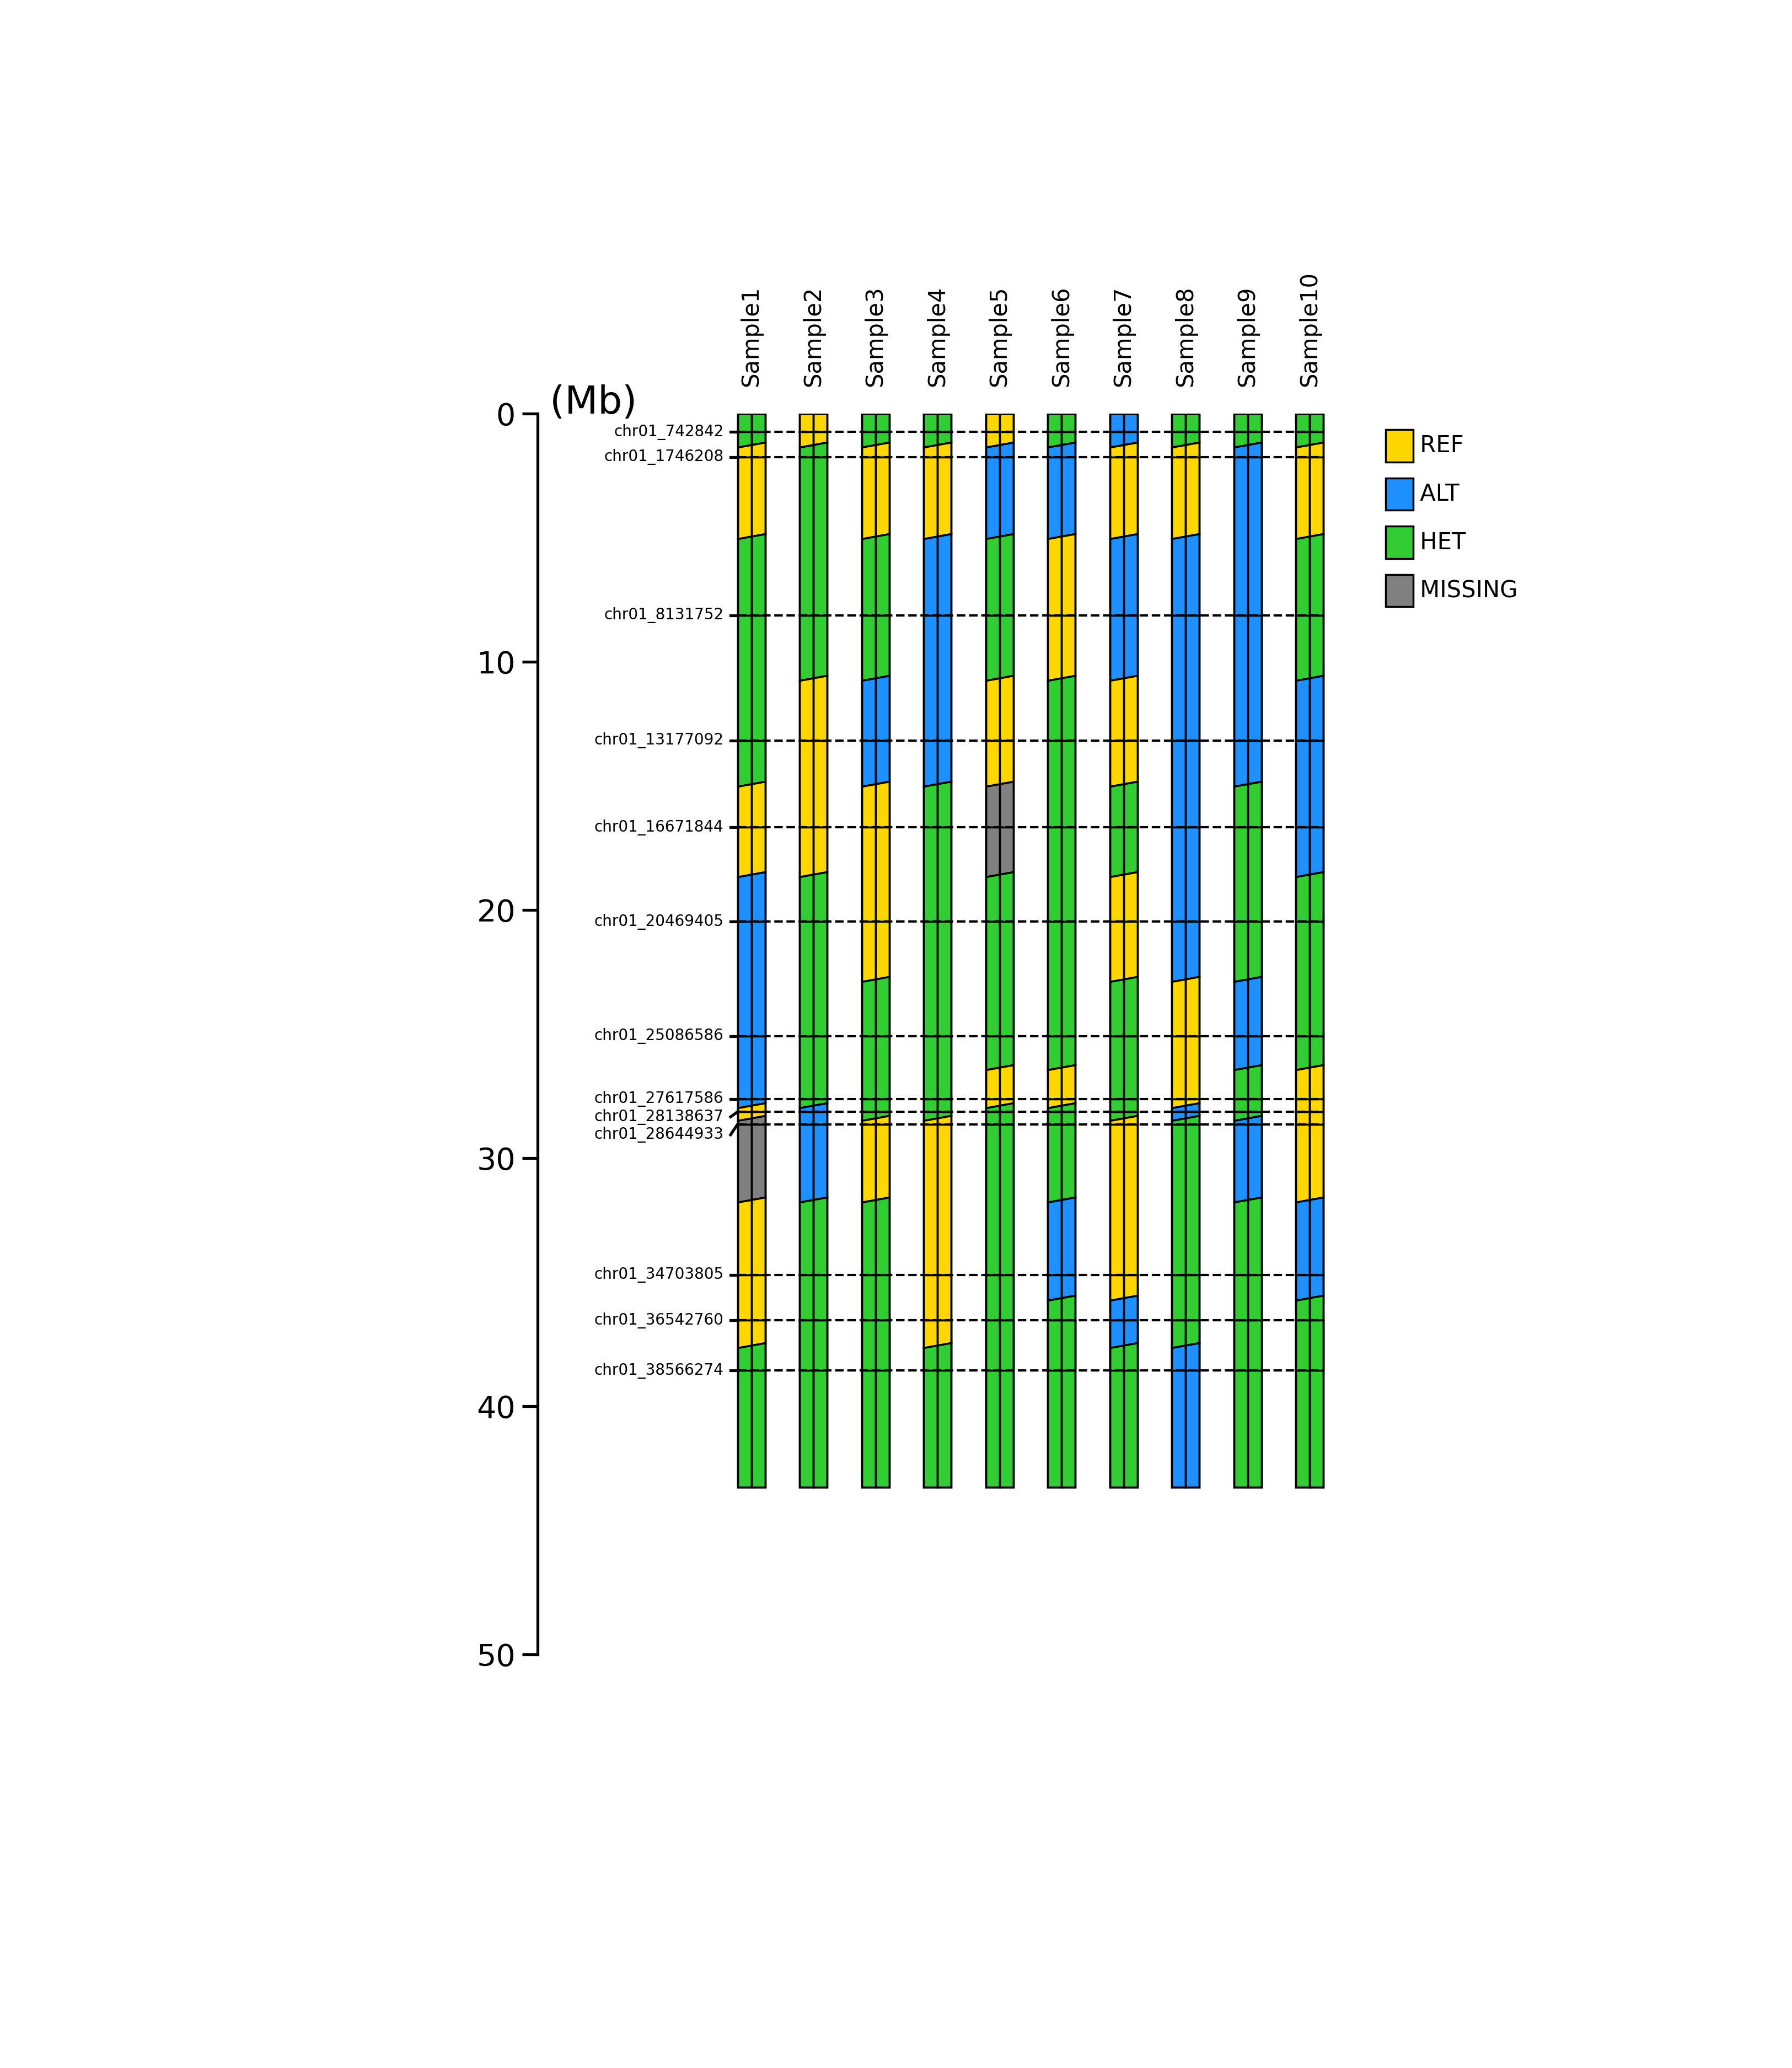 Sample1
Sample2
Sample3
Sample4
Sample5
Sample6
Sample7
Sample8
Sample9
Sample10
(Mb)
0
10
20
30
40
50
chr01_742842
chr01_1746208
chr01_8131752
chr01_13177092
chr01_16671844
chr01_20469405
chr01_25086586
chr01_27617586
chr01_28138637
chr01_28644933
chr01_34703805
chr01_36542760
chr01_38566274
REF
ALT
HET
MISSING